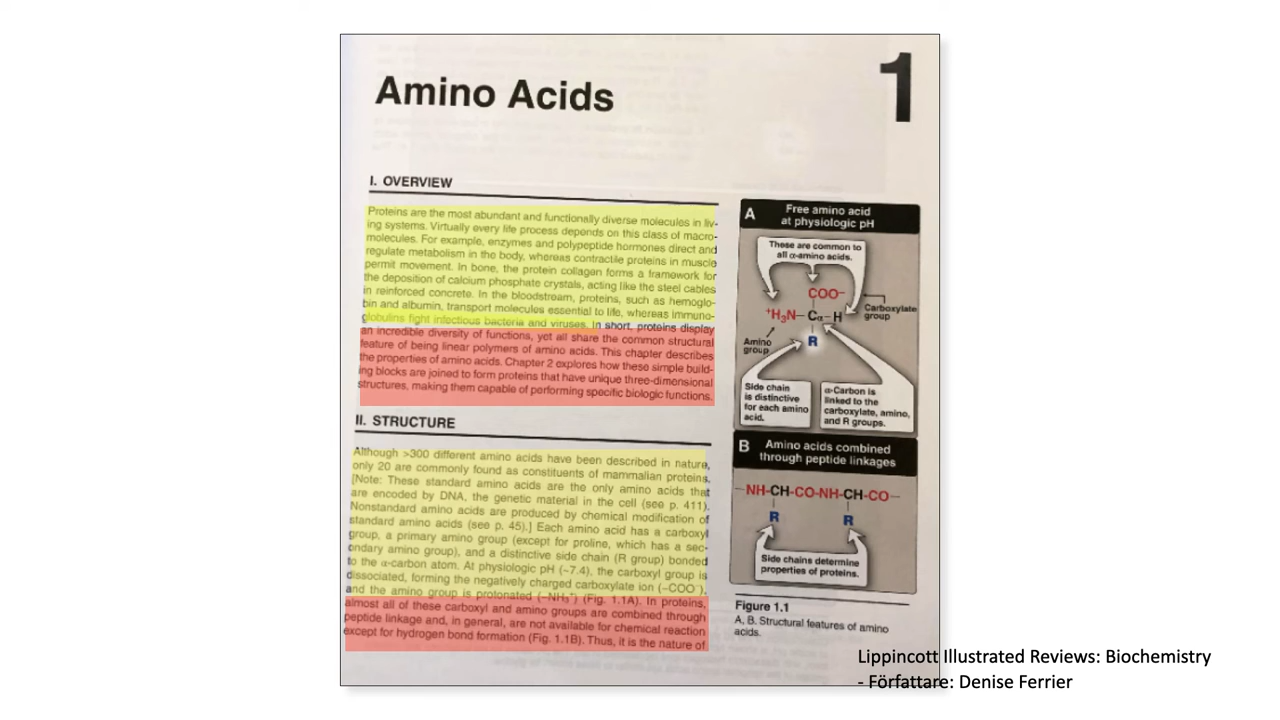 Amino Acids
1
I. OVERVIEW
Proteins are the most abundant and functionally diverse molecules in liv-
ing systems. Virtually every life process depends on this class of macro-
molecules. For example, enzymes and polypeptide hormones direct and
regulate metabolism in the body, whereas contractile proteins in muscle
permit movement. In bone, the protein collagen forms a framework for
the deposition of calcium phosphate crystals, acting like the steel cables
in reinforced concrete. In the bloodstream, proteins, such as hemoglo-
bin and albumin, transport molecules essential to life, whereas immuno-
globulins fight infectious bacteria and viruses. In short, proteins display
an incredible diversity of functions, yet all share the common structural
feature of being linear polymers of amino acids. This chapter describes
the properties of amino acids. Chapter 2 explores how these simple build-
ing blocks are joined to form proteins that have unique three-dimensional
structures, making them capable of performing specific biologic functions.
II. STRUCTURE
Although >300 different amino acids have been described in nature,
only 20 are commonly found as constituents of mammalian proteins.
[Note: These standard amino acids are the only amino acids that
are encoded by DNA, the genetic material in the cell (see p. 411).
Nonstandard amino acids are produced by chemical modification of
standard amino acids (see p. 45).] Each amino acid has a carboxyl
group, a primary amino group (except for proline, which has a sec-
ondary amino group), and a distinctive side chain (R group) bonded
to the α-carbon atom. At physiologic pH (~7.4), the carboxyl group is
dissociated, forming the negatively charged carboxylate ion (–COO⁻),
and the amino group is protonated (–NH₃⁺) (Fig. 1.1A). In proteins,
almost all of these carboxyl and amino groups are combined through
peptide linkage and, in general, are not available for chemical reaction
except for hydrogen bond formation (Fig. 1.1B). Thus, it is the nature of
A
Free amino acid
at physiologic pH
These are common to
all α-amino acids.
COO⁻
⁺H₃N– Cα – H
R
Carboxylate
group
Amino
group
Side chain
is distinctive
for each amino
acid.
α-Carbon is
linked to the
carboxylate, amino,
and R groups.
B
Amino acids combined
through peptide linkages
–NH-CH-CO-NH-CH-CO–
R R
Side chains determine
properties of proteins.
Figure 1.1
A, B. Structural features of amino
acids.
Lippincott Illustrated Reviews: Biochemistry
- Författare: Denise Ferrier